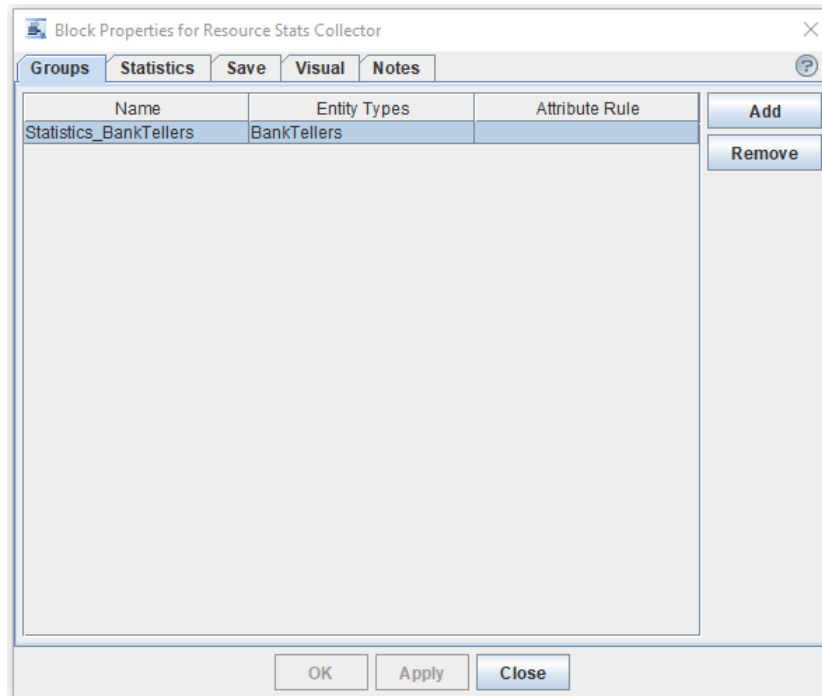 Block Properties for Resource Stats Collector
Groups Statistics Save Visual Notes
Name Entity Types Attribute Rule Add
Statistics_BankTellers BankTellers
Remove
OK Apply Close